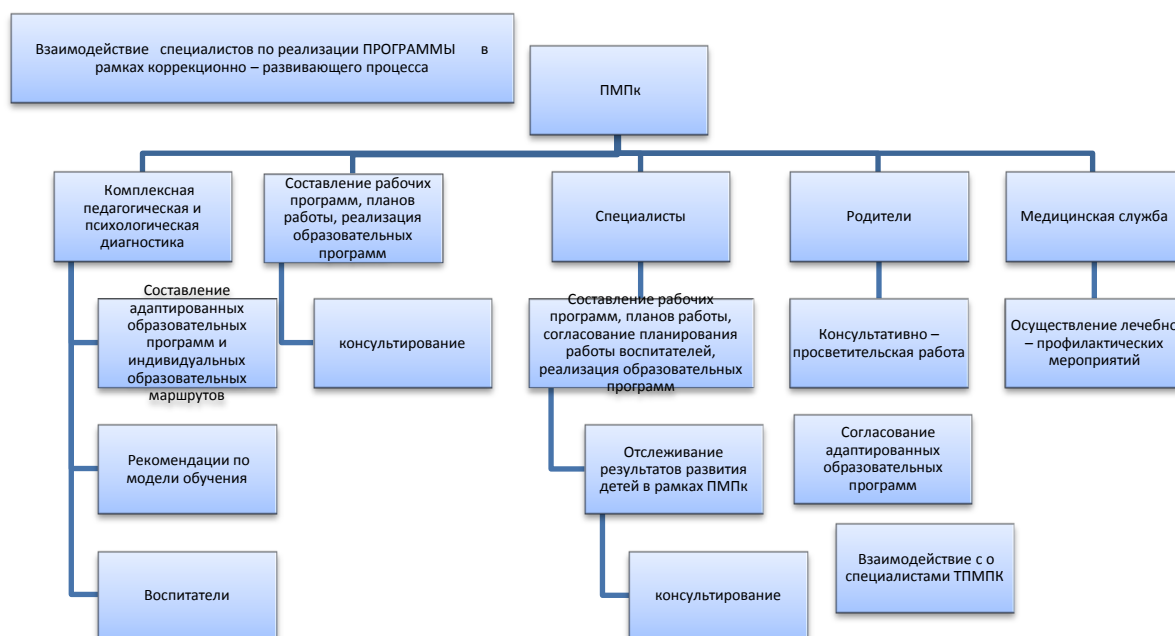 Взаимодействие специалистов по реализации ПРОГРАММЫ в
рамках коррекционно – развивающего процесса
ПМПк
Комплексная
педагогическая и
психологическая
диагностика
Составление рабочих
программ, планов
работы, реализация
образовательных
программ
Специалисты
Родители
Медицинская служба
Составление
адаптированных
образовательных
программ и
индивидуальных
образовательных
маршрутов
консультирование
Составление рабочих
программ, планов работы,
согласование планирования
работы воспитателей,
реализация образовательных
программ
Консультативно –
просветительская работа
Осуществление лечебно
– профилактических
мероприятий
Рекомендации по
модели обучения
Отслеживание
результатов развития
детей в рамках ПМПк
Согласование
адаптированных
образовательных
программ
Воспитатели
консультирование
Взаимодействие с о
специалистами ТПМПК